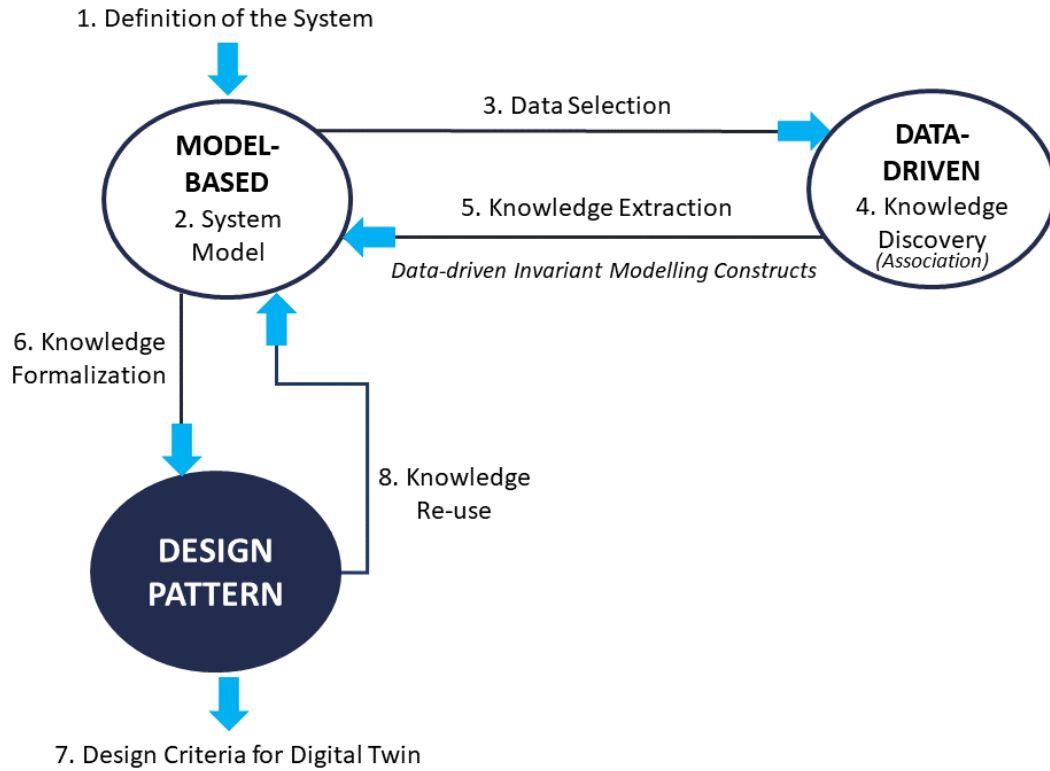 1. Definition of the System
3. Data Selection
MODEL-
BASED
2. System
Model
DATA-
DRIVEN
4. Knowledge
Discovery
(Association)
5. Knowledge Extraction
Data-driven Invariant Modelling Constructs
6. Knowledge
Formalization
8. Knowledge
Re-use
DESIGN
PATTERN
7. Design Criteria for Digital Twin